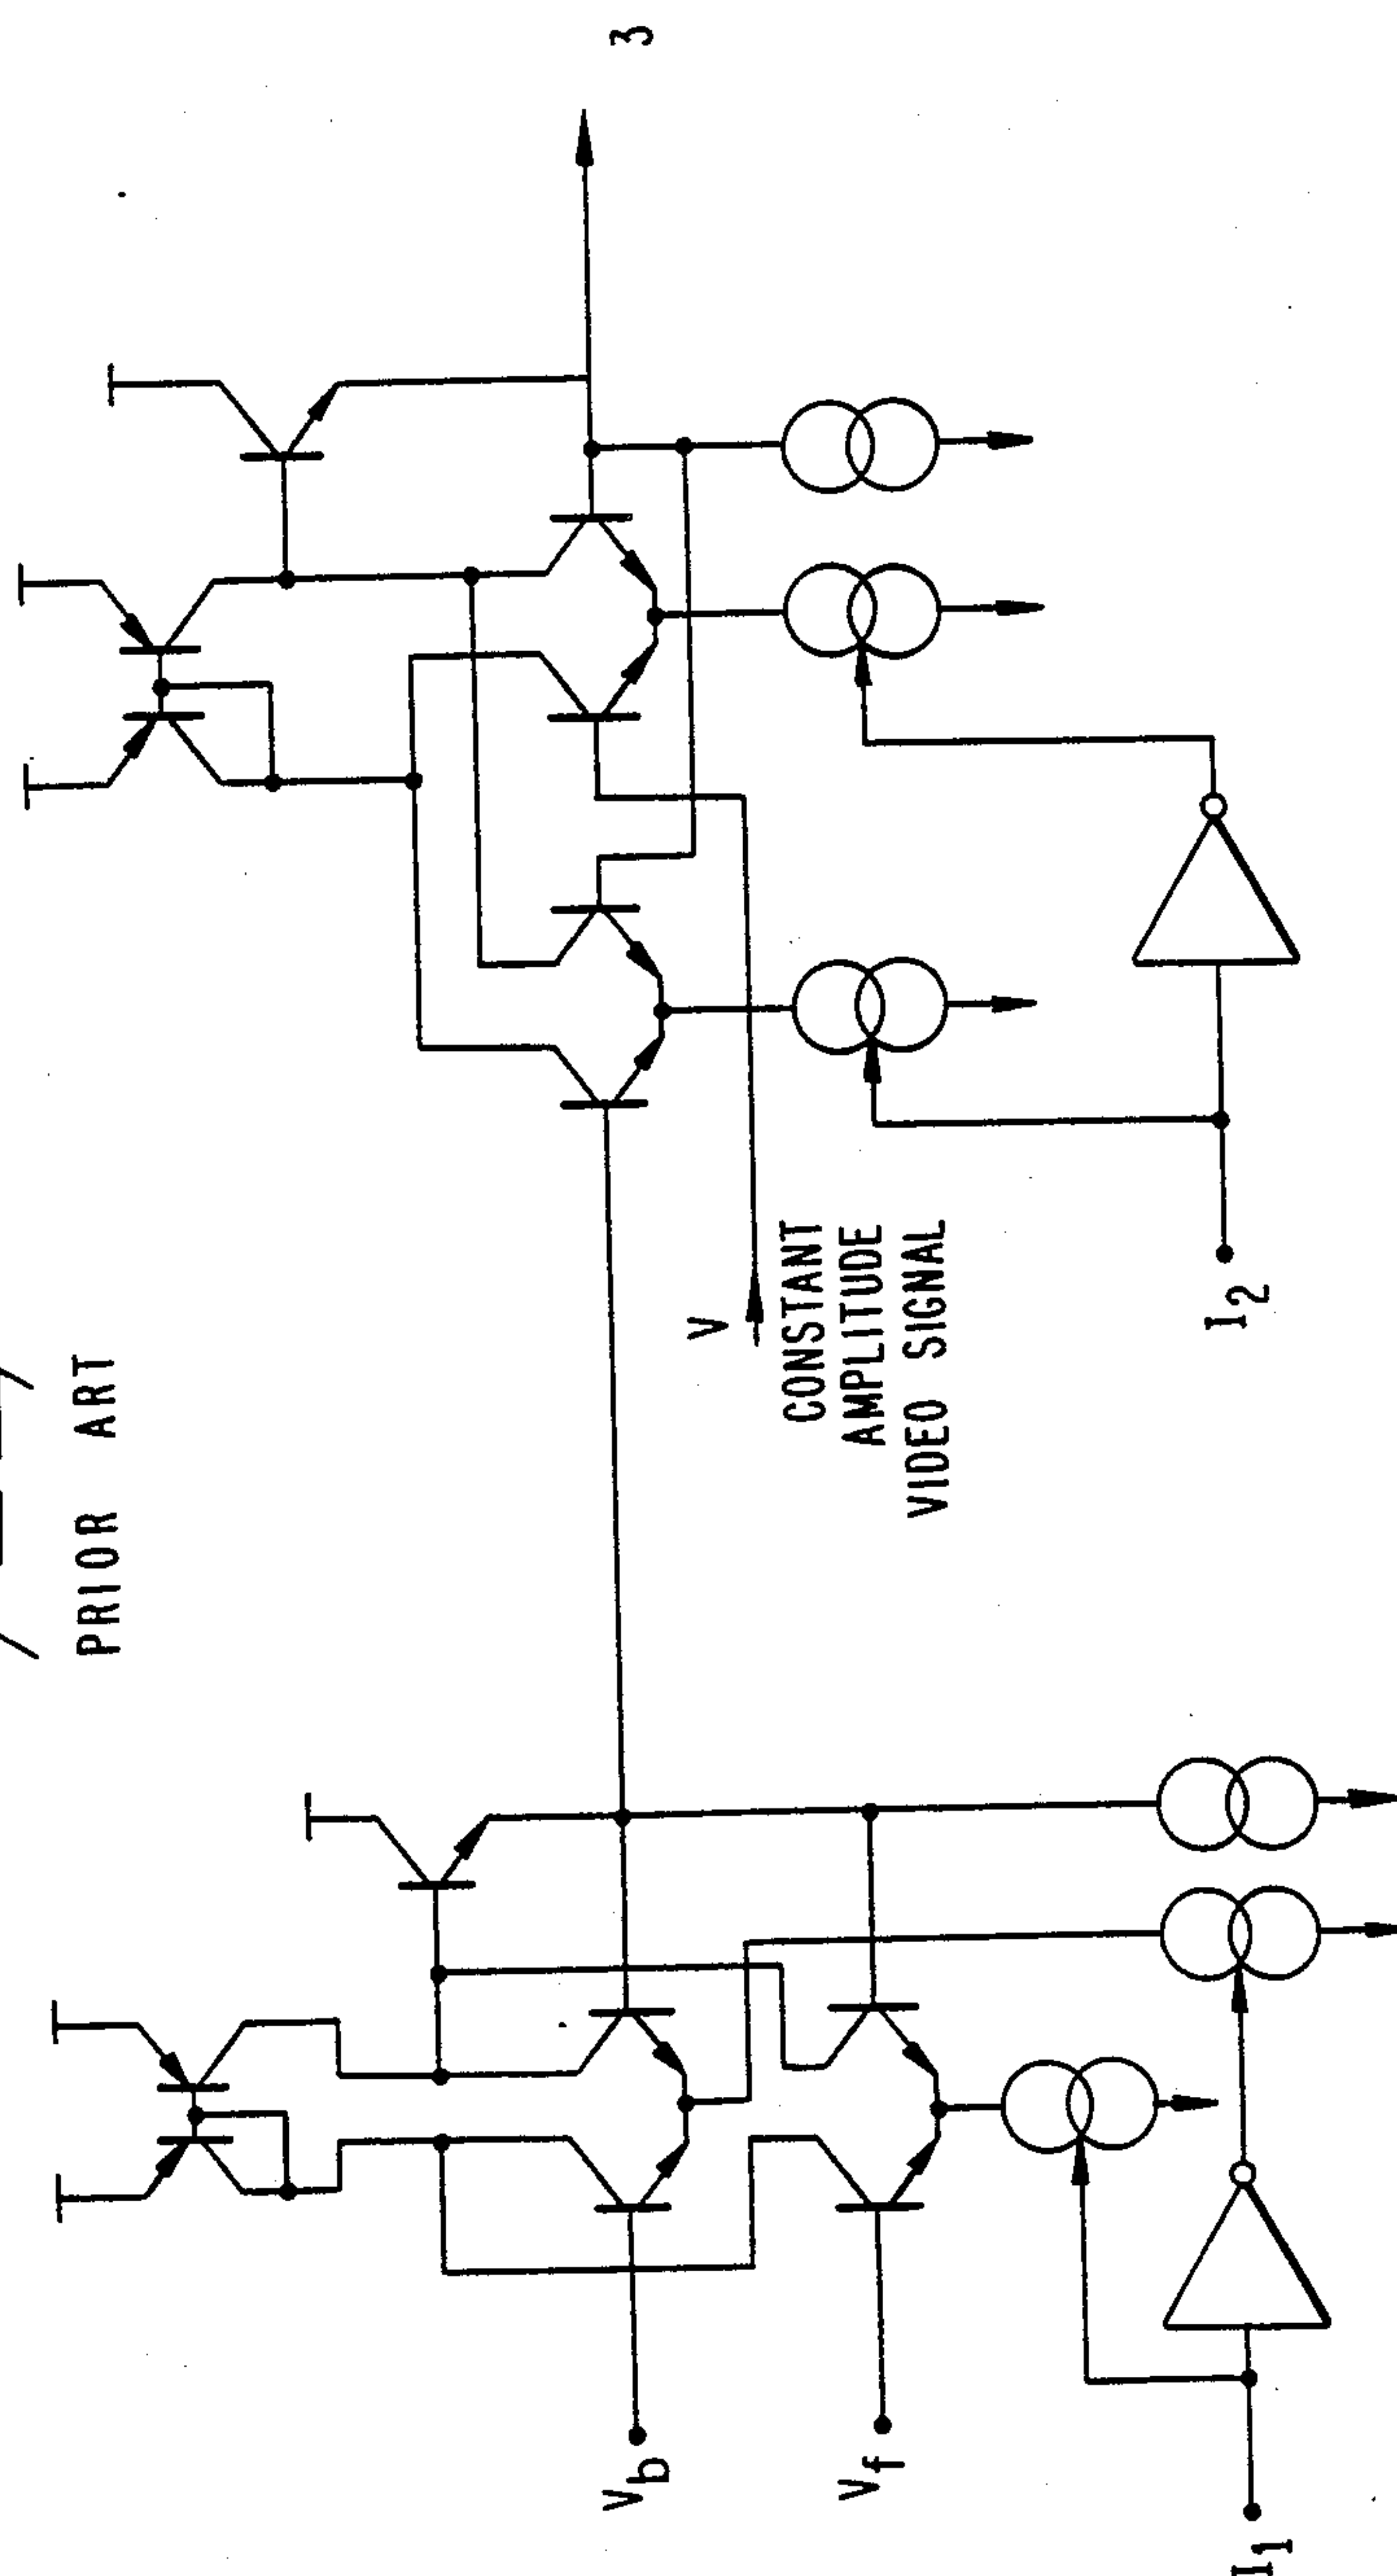 PRIOR ART
3
V
CONSTANT
AMPLITUDE
VIDEO SIGNAL
Vb
Vf
I1
I2